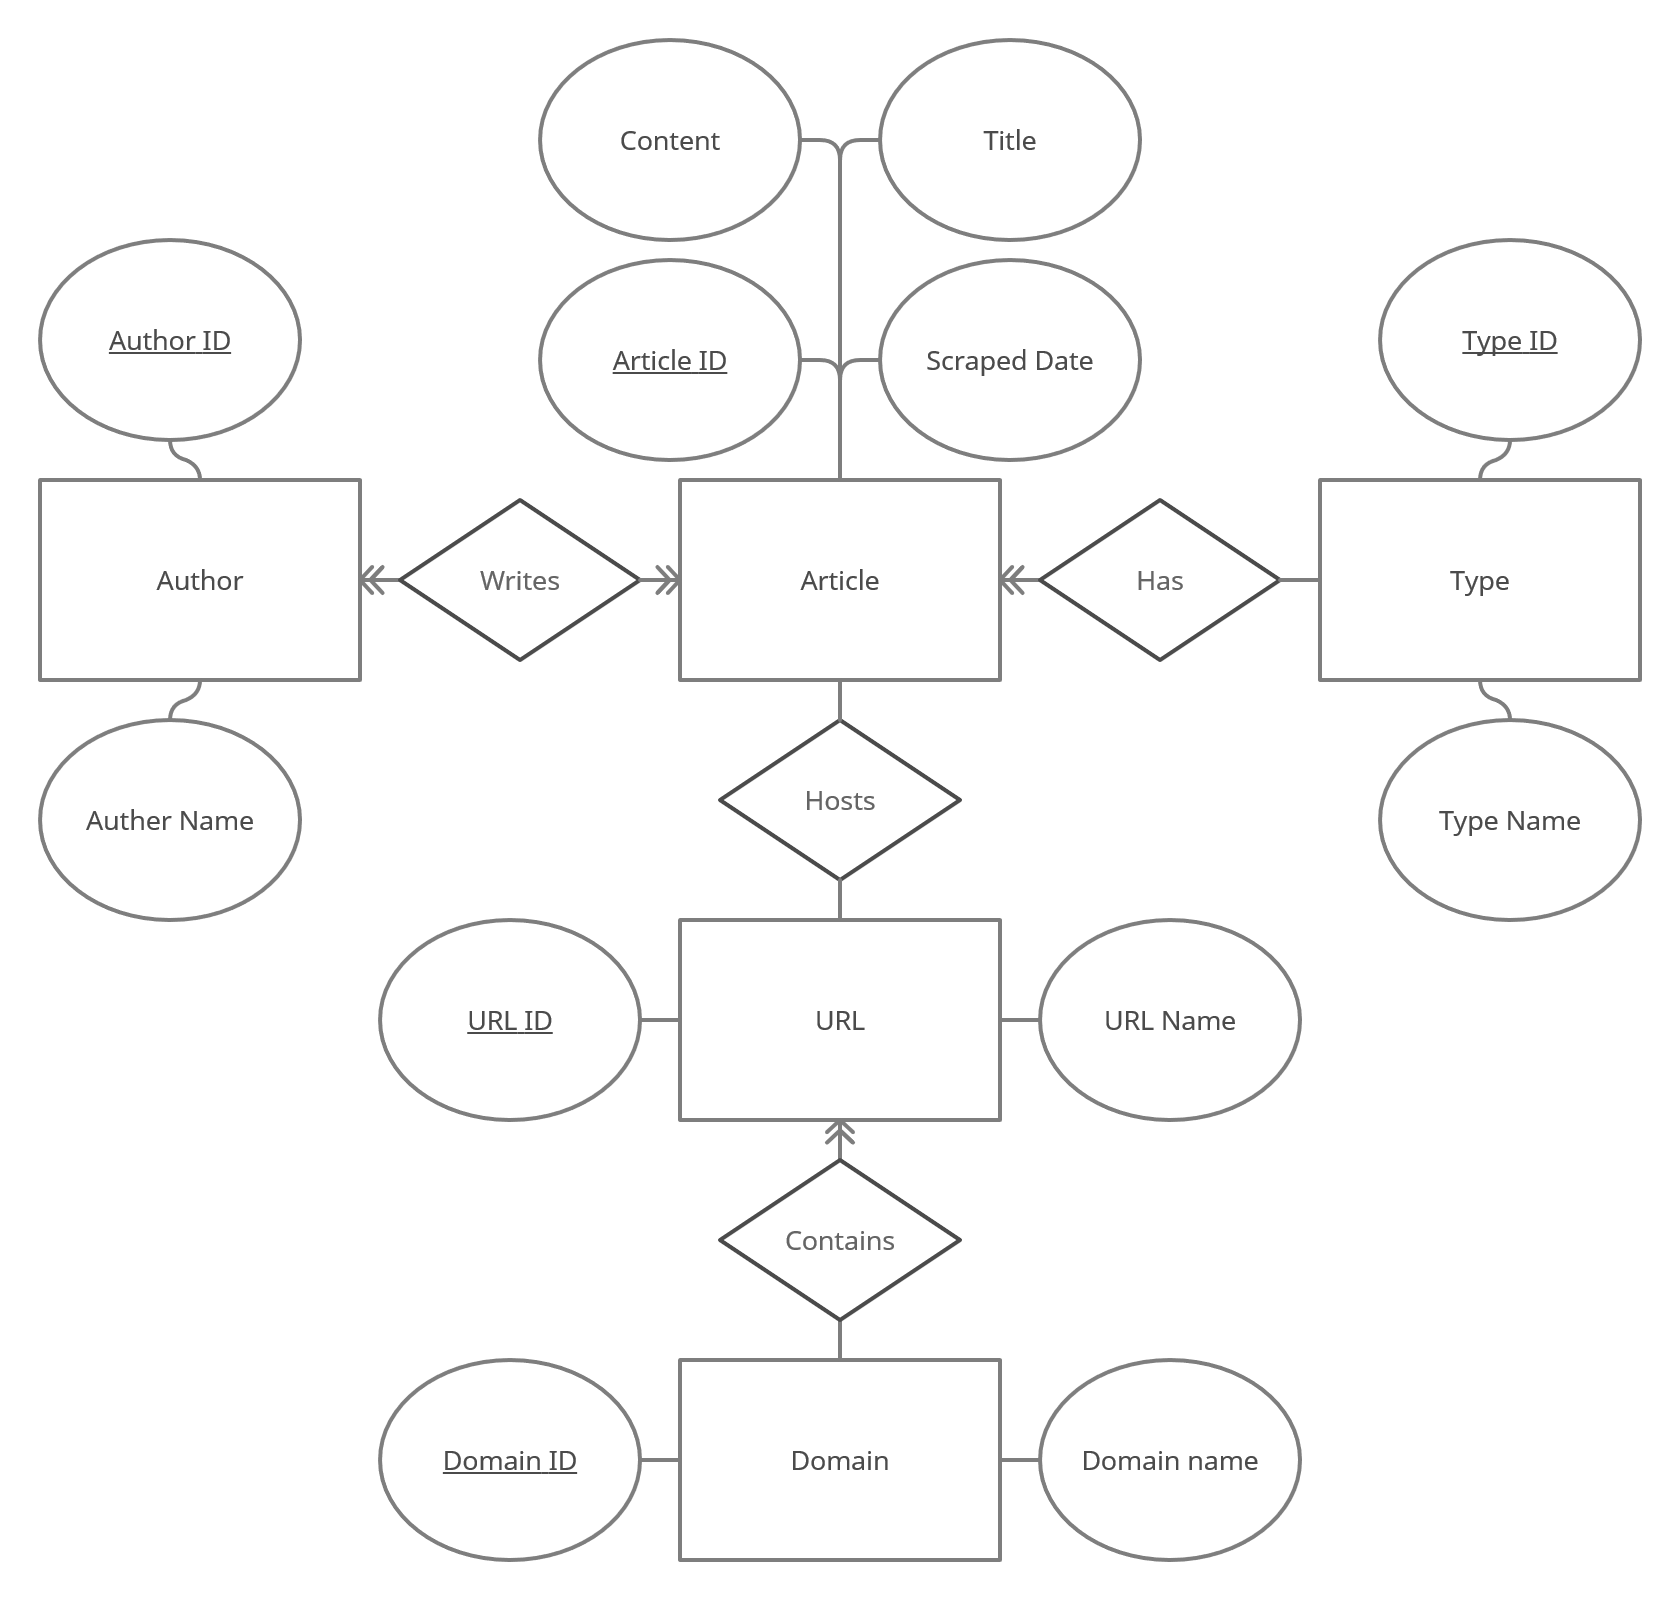 Content
Title
Author ID
Article ID
Scraped Date
Type ID
Author
Writes
Article
Has
Type
Auther Name
Hosts
Type Name
URL ID
URL
URL Name
Contains
Domain ID
Domain
Domain name